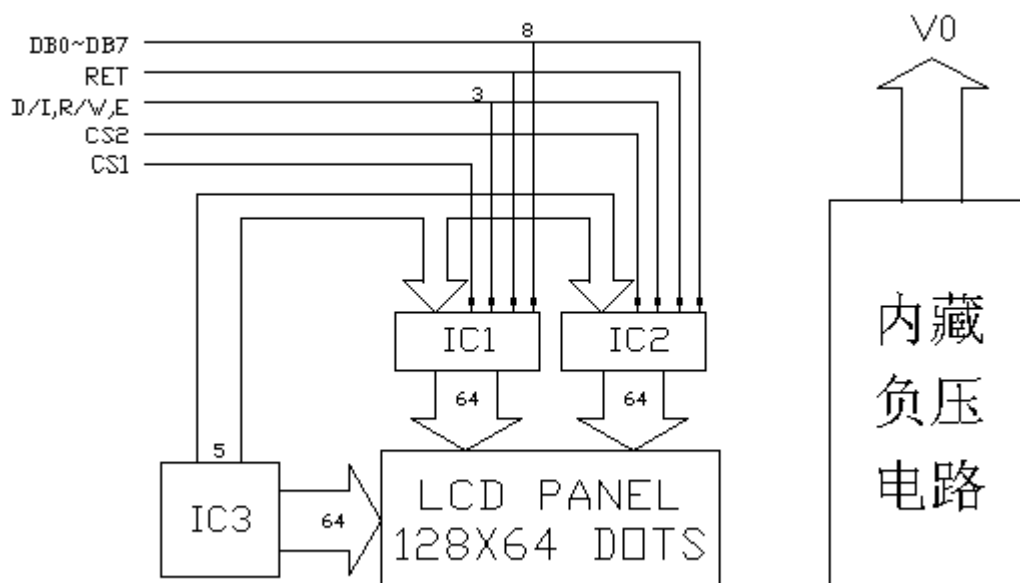 DB0~DB7
RET
D/I,R/W,E
CS2
CS1
8
3
V0
IC1
IC2
64
64
5
IC3
64
LCD PANEL
128X64 DOTS
内藏
负压
电路